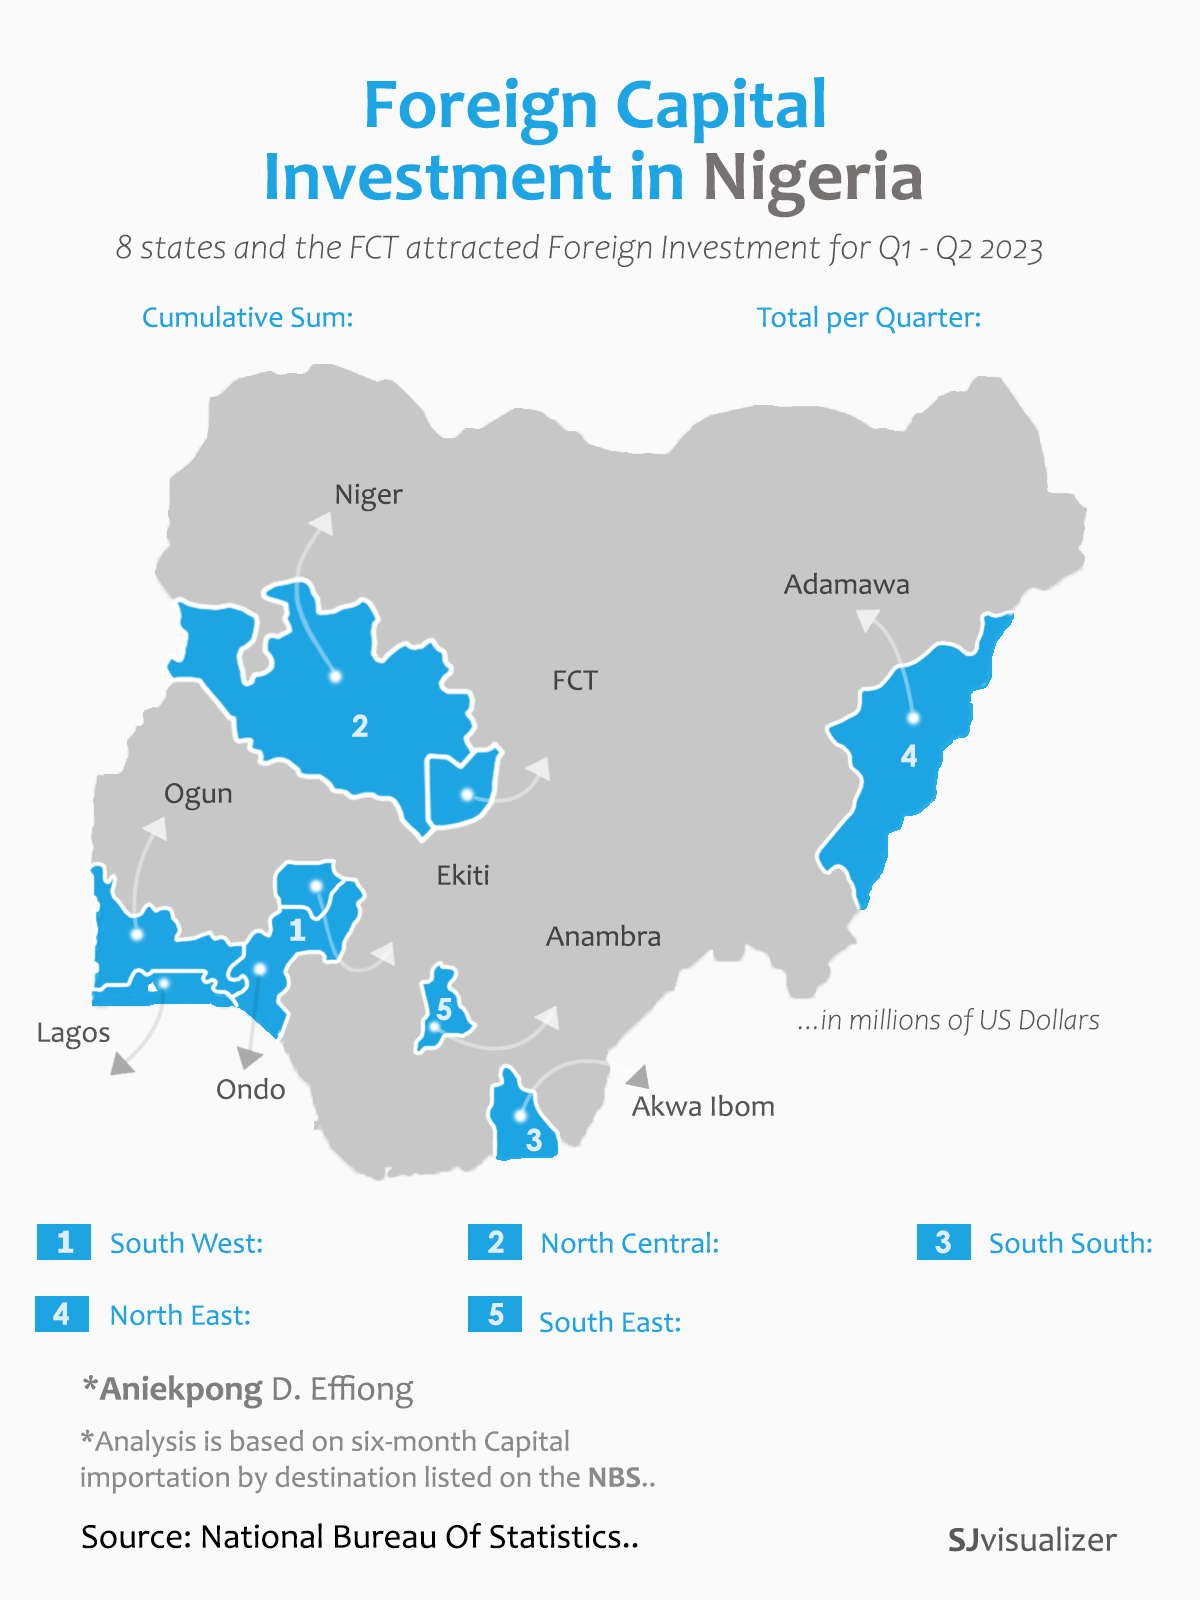 Foreign Capital
Investment in Nigeria
8 states and the FCT attracted Foreign Investment for Q1 - Q2 2023
Cumulative Sum:
Total per Quarter:
Niger
Adamawa
FCT
2
4
Ogun
Ekiti
1
Anambra
5
...in millions of US Dollars
Lagos
Ondo
Akwa Ibom
3
1 South West:
2 North Central:
3 South South:
4 North East:
5 South East:
*Aniekpong D. Effiong
*Analysis is based on six-month Capital
importation by destination listed on the NBS..
Source: National Bureau Of Statistics..
SJvisualizer